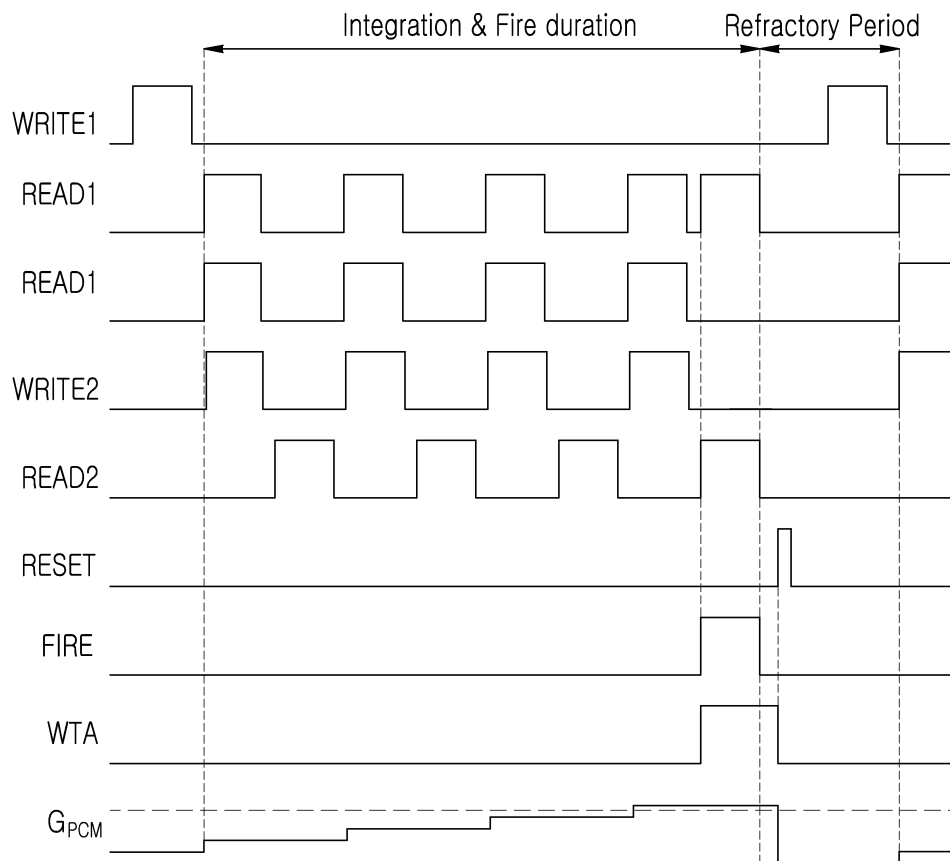 Integration & Fire duration Refractory Period
WRITE1
READ1
READ1
WRITE2
READ2
RESET
FIRE
WTA
GPCM